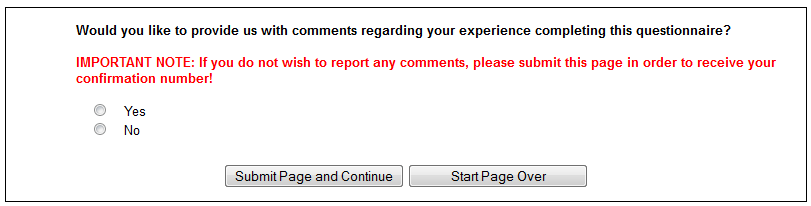 Would you like to provide us with comments regarding your experience completing this questionnaire?
IMPORTANT NOTE: If you do not wish to report any comments, please submit this page in order to receive your
confirmation number!
Yes
No
Submit Page and Continue
Start Page Over